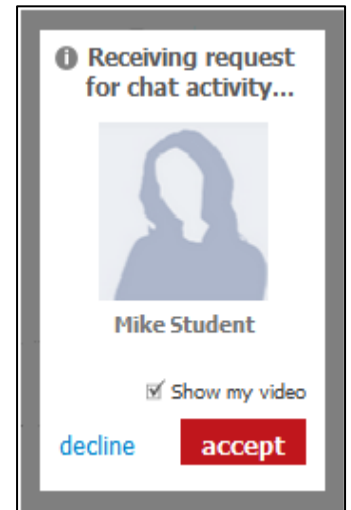 Receiving request
for chat activity...
Mike Student
Show my video
decline accept